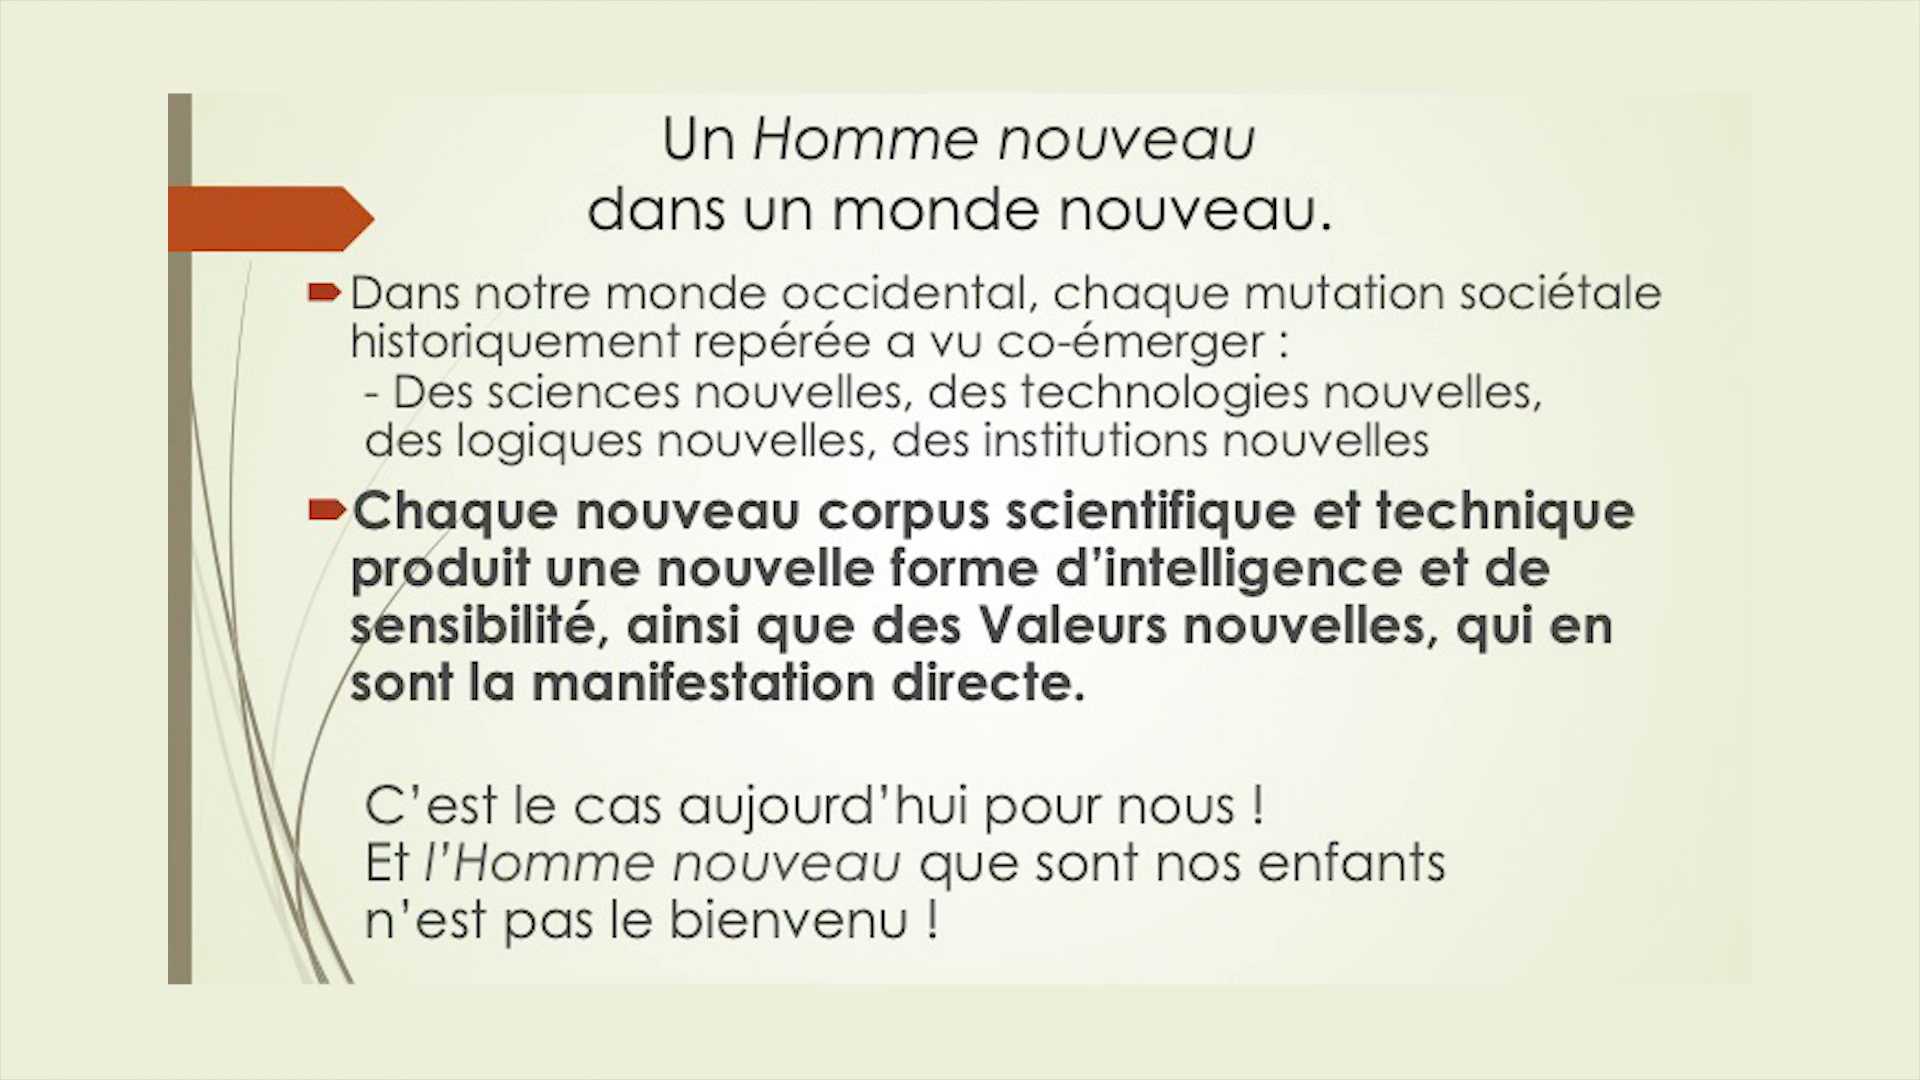 Un Homme nouveau
dans un monde nouveau.
Dans notre monde occidental, chaque mutation sociétale
historiquement repérée a vu co-émerger :
- Des sciences nouvelles, des technologies nouvelles,
des logiques nouvelles, des institutions nouvelles
Chaque nouveau corpus scientifique et technique
produit une nouvelle forme d’intelligence et de
sensibilité, ainsi que des Valeurs nouvelles, qui en
sont la manifestation directe.
C’est le cas aujourd’hui pour nous !
Et l’Homme nouveau que sont nos enfants
n’est pas le bienvenu !